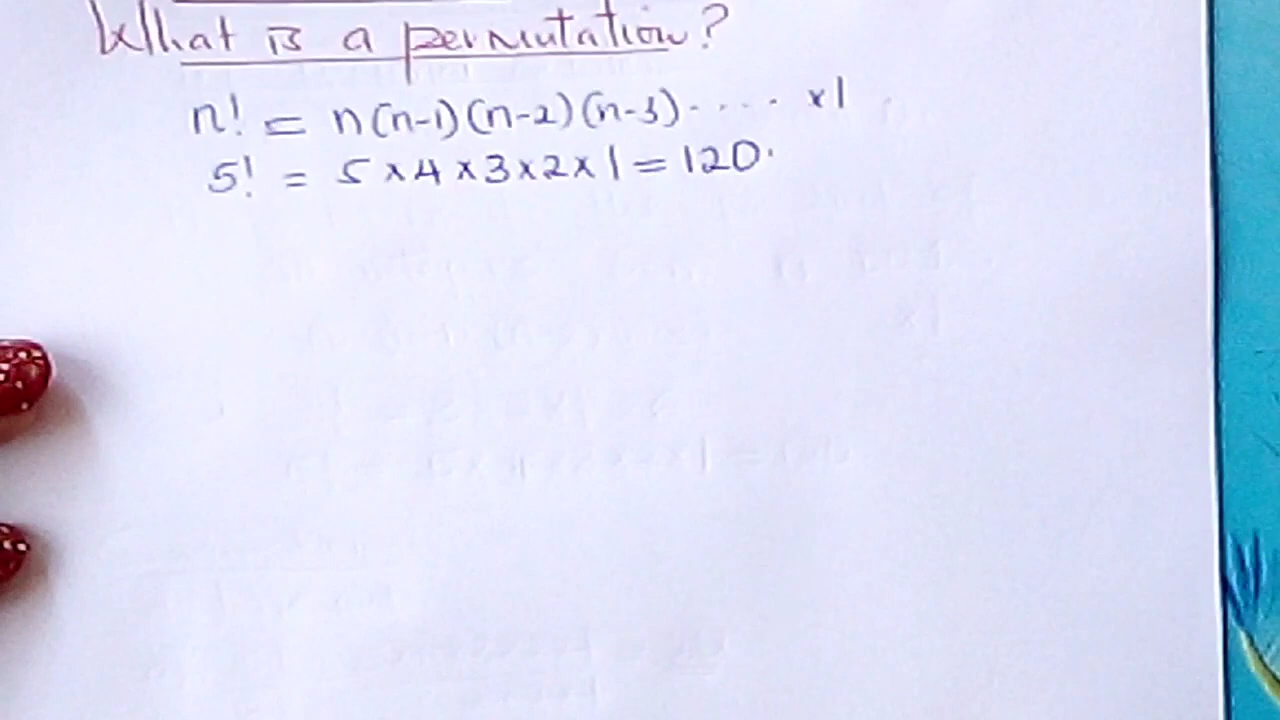 What is a permutation?
n! = n(n-1)(n-2)(n-3)----- x1
5! = 5x4x3x2x1=120.